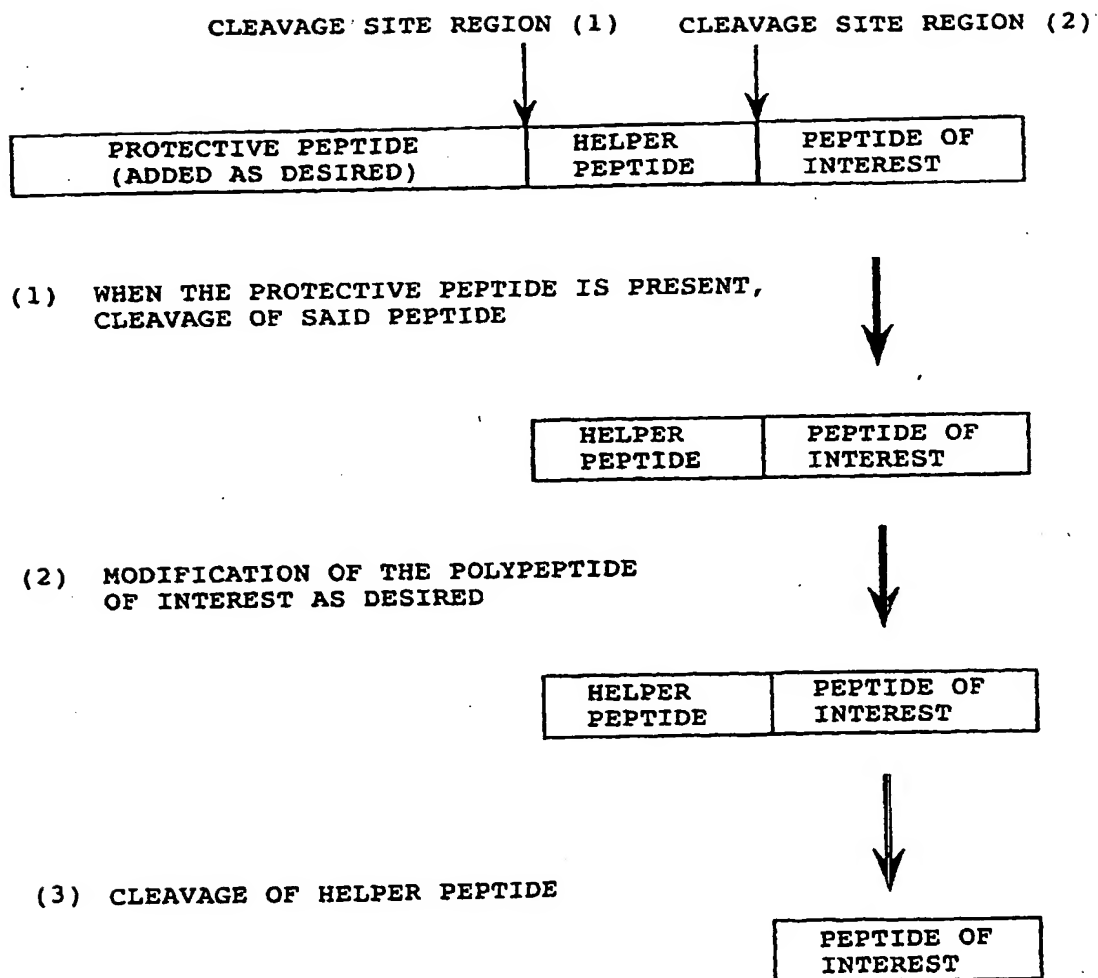 CLEAVAGE SITE REGION (1) CLEAVAGE SITE REGION (2)
PROTECTIVE PEPTIDE
(ADDED AS DESIRED)
HELPER
PEPTIDE
PEPTIDE OF
INTEREST
(1) WHEN THE PROTECTIVE PEPTIDE IS PRESENT,
CLEAVAGE OF SAID PEPTIDE
HELPER
PEPTIDE
PEPTIDE OF
INTEREST
(2) MODIFICATION OF THE POLYPEPTIDE
OF INTEREST AS DESIRED
HELPER
PEPTIDE
PEPTIDE OF
INTEREST
(3) CLEAVAGE OF HELPER PEPTIDE
PEPTIDE OF
INTEREST